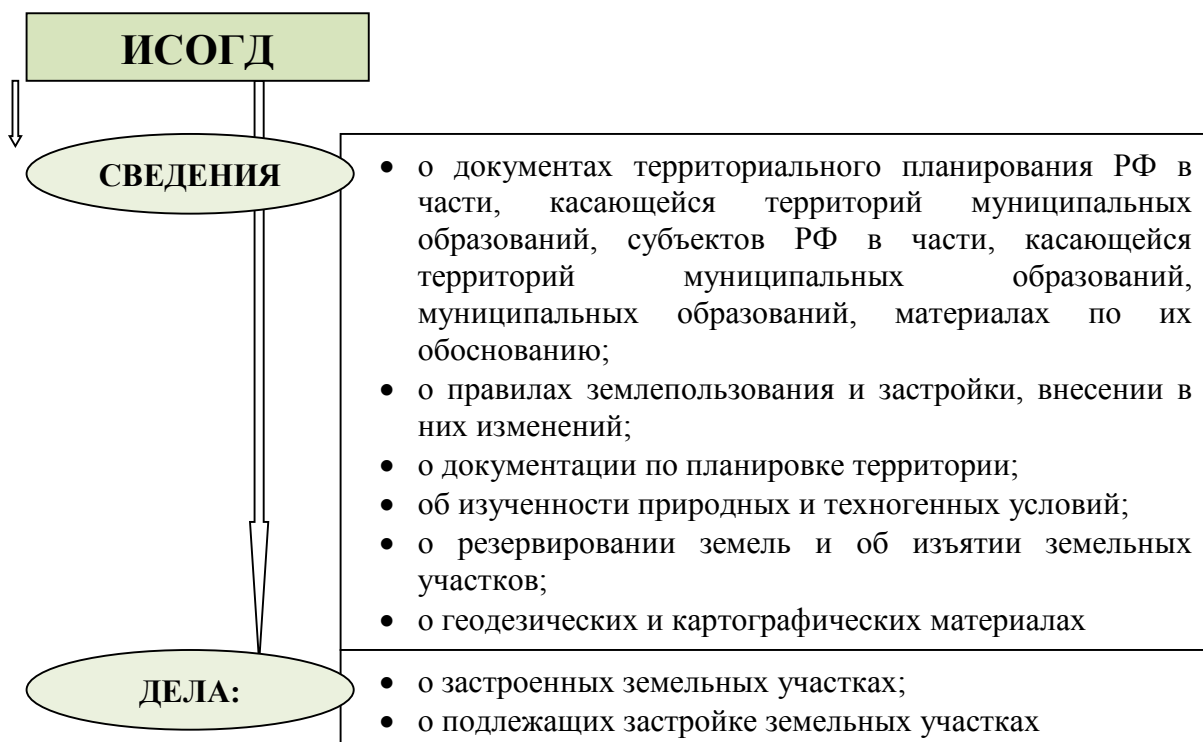 ИСОГД
СВЕДЕНИЯ
• о документах территориального планирования РФ в
части, касающейся территорий муниципальных
образований, субъектов РФ в части, касающейся
территорий муниципальных образований,
муниципальных образований, материалах по их
обоснованию;
• о правилах землепользования и застройки, внесении в
них изменений;
• о документации по планировке территории;
• об изученности природных и техногенных условий;
• о резервировании земель и об изъятии земельных
участков;
• о геодезических и картографических материалах
ДЕЛА:
• о застроенных земельных участках;
• о подлежащих застройке земельных участках